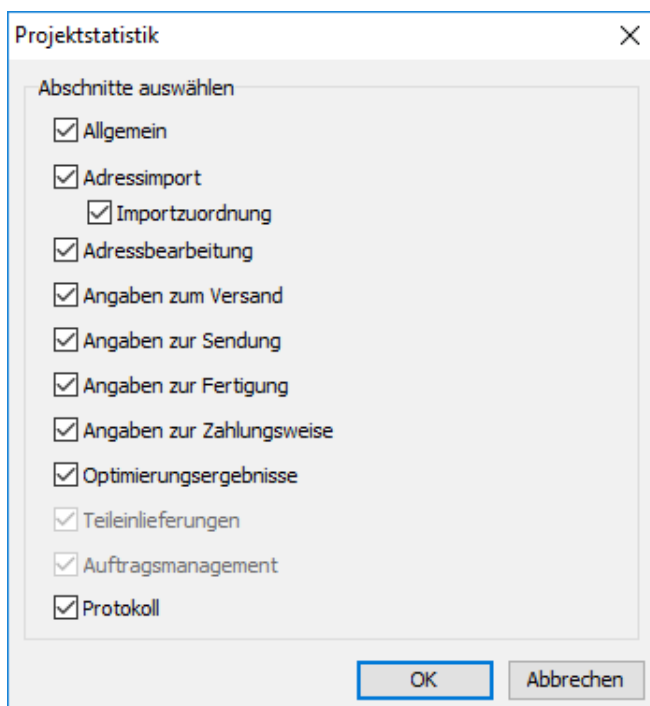 Projektstatistik
Abschnitte auswählen
Allgemein
Adressimport
Importzuordnung
Adressbearbeitung
Angaben zum Versand
Angaben zur Sendung
Angaben zur Fertigung
Angaben zur Zahlungsweise
Optimierungsergebnisse
Teileinlieferungen
Auftragsmanagement
Protokoll
OK Abbrechen